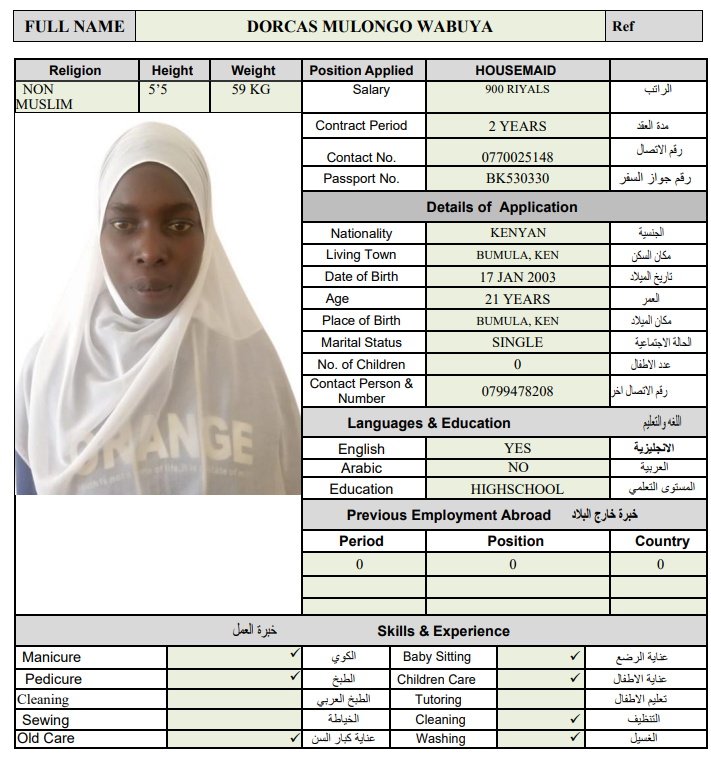 FULL NAME DORCAS MULONGO WABUYA Ref
Religion Height Weight Position Applied HOUSEMAID
NON MUSLIM 5’5 59 KG Salary 900 RIYALS الراتب
Contract Period 2 YEARS مدة العقد
Contact No. 0770025148 رقم الاتصال
Passport No. BK530330 رقم جواز السفر
Details of Application
Nationality KENYAN الجنسية
Living Town BUMULA, KEN مكان السكن
Date of Birth 17 JAN 2003 تاريخ الميلاد
Age 21 YEARS العمر
Place of Birth BUMULA, KEN مكان الميلاد
Marital Status SINGLE الحالة الاجتماعية
No. of Children 0 عدد الاطفال
Contact Person & Number 0799478208 رقم الاتصال اخر
Languages & Education اللغه والتعليم
English YES الانجليزية
Arabic NO العربية
Education HIGHSCHOOL المستوى التعلمي
Previous Employment Abroad خبرة خارج البلاد
Period Position Country
0 0 0
خبرة العمل Skills & Experience
Manicure ✓ الكوي Baby Sitting ✓ عناية الرضع
Pedicure ✓ الطبخ Children Care ✓ عناية الاطفال
Cleaning الطبخ العربي Tutoring تعليم الاطفال
Sewing الخياطة Cleaning ✓ التنظيف
Old Care ✓ عناية كبار السن Washing ✓ الغسيل
ORANGE